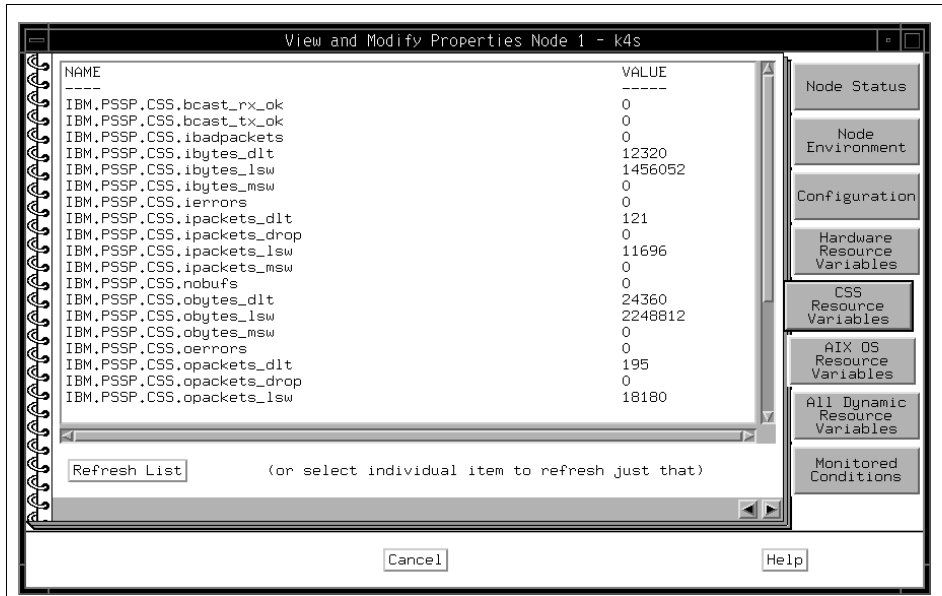 View and Modify Properties Node 1 - k4s
NAME VALUE
---- -----
IBM.PSSP.CSS.bcast_rx_ok 0
IBM.PSSP.CSS.bcast_tx_ok 0
IBM.PSSP.CSS.ibadpackets 0
IBM.PSSP.CSS.ibytes_dlt 12320
IBM.PSSP.CSS.ibytes_lsw 1456052
IBM.PSSP.CSS.ibytes_msw 0
IBM.PSSP.CSS.ierrors 0
IBM.PSSP.CSS.ipackets_dlt 121
IBM.PSSP.CSS.ipackets_drop 0
IBM.PSSP.CSS.ipackets_lsw 11696
IBM.PSSP.CSS.ipackets_msw 0
IBM.PSSP.CSS.nobufs 0
IBM.PSSP.CSS.obytes_dlt 24360
IBM.PSSP.CSS.obytes_lsw 2248812
IBM.PSSP.CSS.obytes_msw 0
IBM.PSSP.CSS.oerrors 0
IBM.PSSP.CSS.opackets_dlt 195
IBM.PSSP.CSS.opackets_drop 0
IBM.PSSP.CSS.opackets_lsw 18180
Refresh List (or select individual item to refresh just that)
Node Status
Node
Environment
Configuration
Hardware
Resource
Variables
CSS
Resource
Variables
AIX OS
Resource
Variables
All Dynamic
Resource
Variables
Monitored
Conditions
Cancel Help